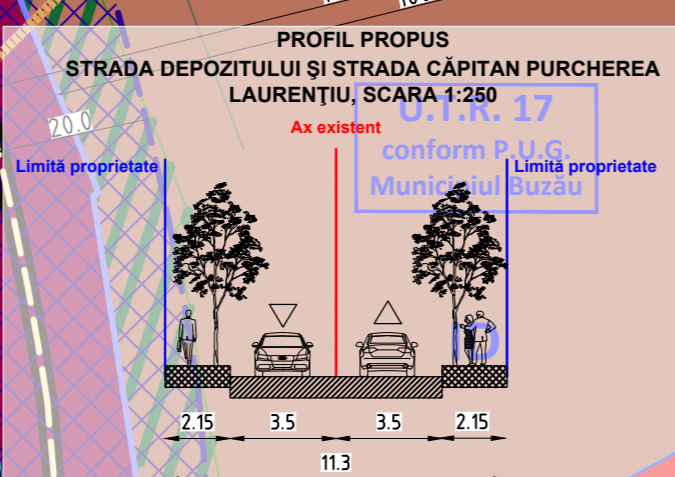 PROFIL PROPUS
STRADA DEPOZITULUI ŞI STRADA CĂPITAN PURCHEREA
LAURENŢIU, SCARA 1:250
U.T.R. 17
conform P.U.G.
Municipiul Buzău
20.0
Ax existent
Limită proprietate
Limită proprietate
2.15 3.5 3.5 2.15
11.3